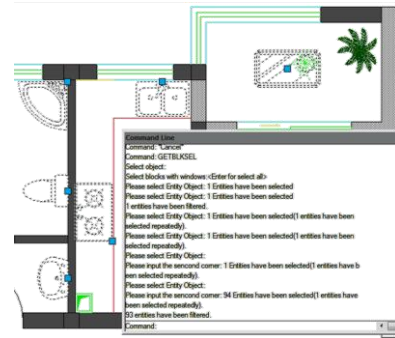 Command Line
Command: *Cancel*
Command: GETBLKSEL
Select object:
Select blocks with windows:<Enter for select all>
Please select Entity Object: 1 Entities have been selected
Please select Entity Object: 1 Entities have been selected
1 entities have been filtered.
Please select Entity Object: 1 Entities have been selected(1 entities have been
selected repeatedly).
Please select Entity Object: 1 Entities have been selected(1 entities have been
selected repeatedly).
Please select Entity Object:
Please input the sencond corner: 1 Entities have been selected(1 entities have b
een selected repeatedly).
Please select Entity Object:
Please input the sencond corner: 94 Entities have been selected(1 entities have
been selected repeatedly).
93 entities have been filtered.
Command: